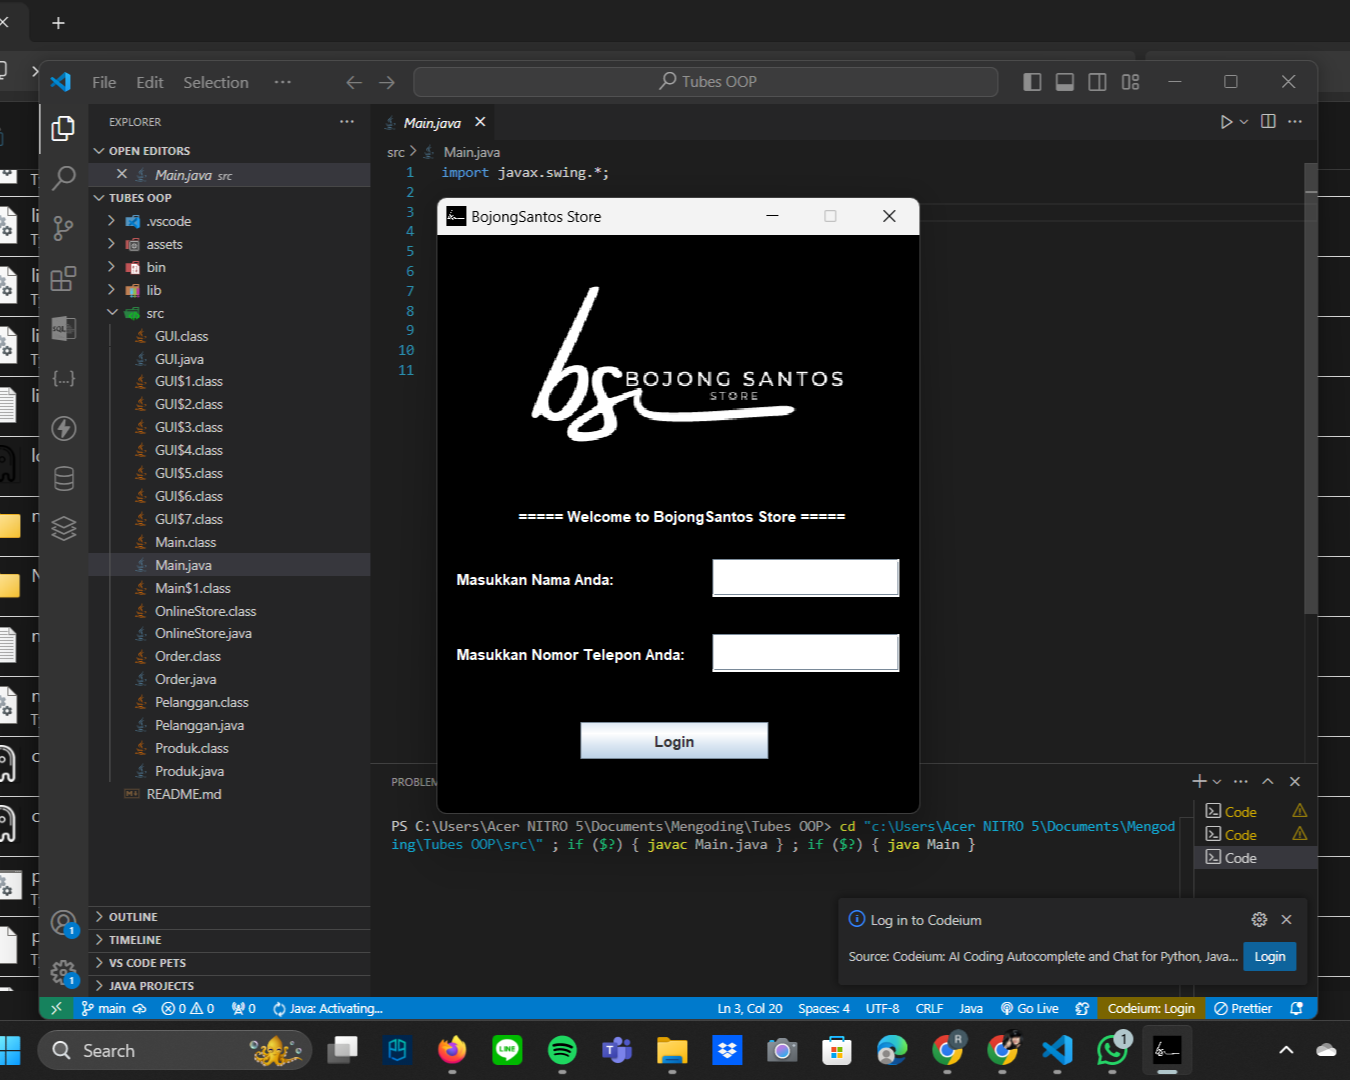 File Edit Selection ···
Tubes OOP
EXPLORER
OPEN EDITORS
Main.java src
TUBES OOP
.vscode
assets
bin
lib
src
GUI.class
GUI.java
GUI$1.class
GUI$2.class
GUI$3.class
GUI$4.class
GUI$5.class
GUI$6.class
GUI$7.class
Main.class
Main.java
Main$1.class
OnlineStore.class
OnlineStore.java
Order.class
Order.java
Pelanggan.class
Pelanggan.java
Produk.class
Produk.java
README.md
OUTLINE
TIMELINE
VS CODE PETS
JAVA PROJECTS
Main.java
src > Main.java
1 import javax.swing.*;
2
3
4
5
6
7
8
9
10
11
BojongSantos Store
bs
BOJONG SANTOS
STORE
===== Welcome to BojongSantos Store =====
Masukkan Nama Anda:
Masukkan Nomor Telepon Anda:
Login
PROBLEM
PS C:\Users\Acer NITRO 5\Documents\Mengoding\Tubes OOP> cd "c:\Users\Acer NITRO 5\Documents\Mengod
ing\Tubes OOP\src\" ; if ($?) { javac Main.java } ; if ($?) { java Main }
Code
Code
Code
Log in to Codeium
Source: Codeium: AI Coding Autocomplete and Chat for Python, Java...
Login
main 0 0 0 Java: Activating... Ln 3, Col 20 Spaces: 4 UTF-8 CRLF Java Go Live Codeium: Login Prettier
Search